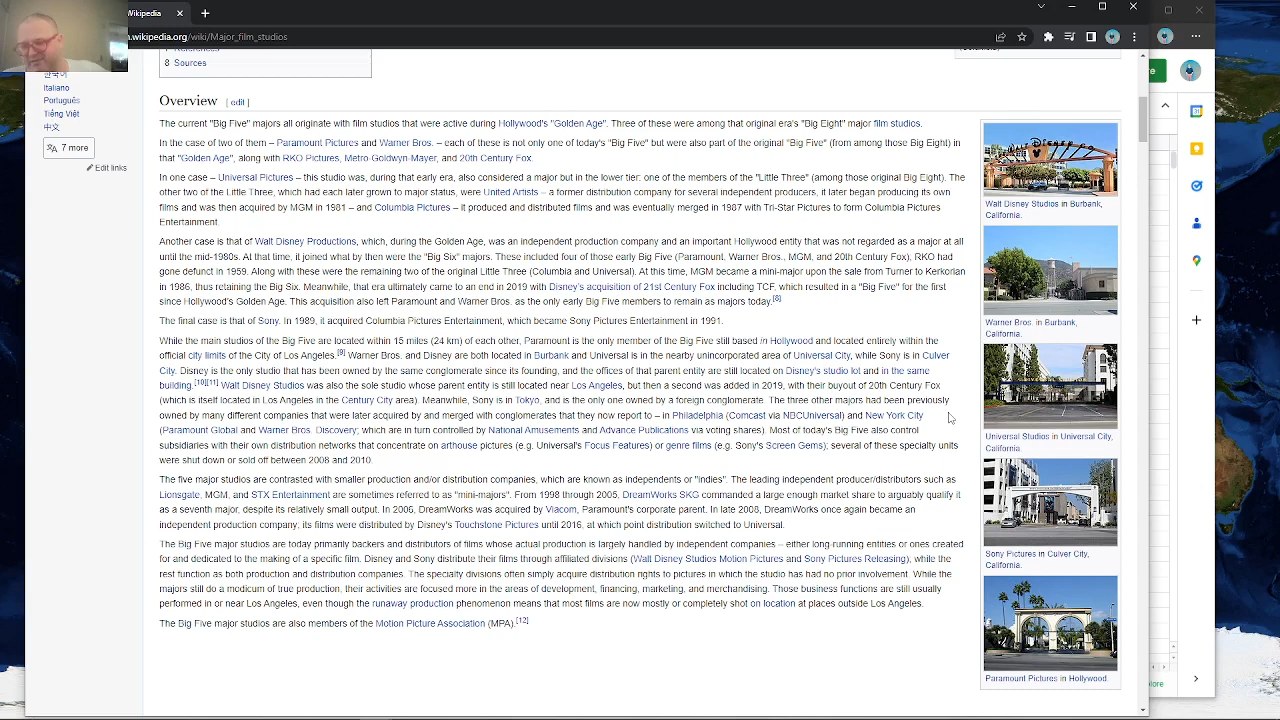 Wikipedia
.wikipedia.org/wiki/Major_film_studios
References
8 Sources
한국어
Italiano
Português
Tiếng Việt
中文
7 more
Edit links
Overview [ edit ]
The current "Big Five" majors all originate with film studios that were active during Hollywood's "Golden Age". Three of these were among that original era's "Big Eight" major film studios.
In the case of two of them – Paramount Pictures and Warner Bros. – each of these is not only one of today's "Big Five" but were also part of the original "Big Five" (from among those Big Eight) in
that "Golden Age", along with RKO Pictures, Metro-Goldwyn-Mayer, and 20th Century Fox.
In one case – Universal Pictures – this studio was, during that early era, also considered a major but in the lower tier: one of the members of the "Little Three" (among those original Big Eight). The
other two of the Little Three, which had each later grown to major status, were United Artists – a former distribution company for several independent producers, it later began producing its own
films and was then acquired by MGM in 1981 – and Columbia Pictures – it produced and distributed films and was eventually merged in 1987 with Tri-Star Pictures to form Columbia Pictures
Entertainment.
Another case is that of Walt Disney Productions, which, during the Golden Age, was an independent production company and an important Hollywood entity that was not regarded as a major at all
until the mid-1980s. At that time, it joined what by then were the "Big Six" majors. These included four of those early Big Five (Paramount, Warner Bros., MGM, and 20th Century Fox), RKO had
gone defunct in 1959. Along with these were the remaining two of the original Little Three (Columbia and Universal). At this time, MGM became a mini-major upon the sale from Turner to Kerkorian
in 1986, thus retaining the Big Six. Meanwhile, that era ultimately came to an end in 2019 with Disney's acquisition of 21st Century Fox including TCF, which resulted in a "Big Five" for the first
since Hollywood's Golden Age. This acquisition also left Paramount and Warner Bros. as the only early Big Five members to remain as majors today.[8]
The final case is that of Sony. In 1989, it acquired Columbia Pictures Entertainment, which became Sony Pictures Entertainment in 1991.
While the main studios of the Big Five are located within 15 miles (24 km) of each other, Paramount is the only member of the Big Five still based in Hollywood and located entirely within the
official city limits of the City of Los Angeles.[9] Warner Bros. and Disney are both located in Burbank and Universal is in the nearby unincorporated area of Universal City, while Sony is in Culver
City. Disney is the only studio that has been owned by the same conglomerate since its founding, and the offices of that parent entity are still located on Disney's studio lot and in the same
building.[10][11] Walt Disney Studios was also the sole studio whose parent entity is still located near Los Angeles, but then a second was added in 2019, with their buy out of 20th Century Fox
(which is itself located in Los Angeles in the Century City area). Meanwhile, Sony is in Tokyo, and is the only one owned by a foreign conglomerate. The three other majors had been previously
owned by many different companies that were later acquired by and merged with conglomerates that they now report to – in Philadelphia (Comcast via NBCUniversal) and New York City
(Paramount Global and Warner Bros. Discovery, which are in turn controlled by National Amusements and Advance Publications via voting shares). Most of today's Big Five also control
subsidiaries with their own distribution networks that concentrate on arthouse pictures (e.g. Universal's Focus Features) or genre films (e.g. Sony's Screen Gems); several of these specialty units
were shut down or sold off between 2008 and 2010.
The five major studios are contrasted with smaller production and/or distribution companies, which are known as independents or "indies". The leading independent producer/distributors such as
Lionsgate, MGM, and STX Entertainment are sometimes referred to as "mini-majors". From 1998 through 2005, DreamWorks SKG commanded a large enough market share to arguably qualify it
as a seventh major, despite its relatively small output. In 2006, DreamWorks was acquired by Viacom, Paramount's corporate parent. In late 2008, DreamWorks once again became an
independent production company; its films were distributed by Disney's Touchstone Pictures until 2016, at which point distribution switched to Universal.
The Big Five major studios are today primarily backers and distributors of films whose actual production is largely handled by independent companies – either long-running entities or ones created
for and dedicated to the making of a specific film. Disney and Sony distribute their films through affiliated divisions (Walt Disney Studios Motion Pictures and Sony Pictures Releasing), while the
rest function as both production and distribution companies. The specialty divisions often simply acquire distribution rights to pictures in which the studio has had no prior involvement. While the
majors still do a modicum of true production, their activities are focused more in the areas of development, financing, marketing, and merchandising. Those business functions are still usually
performed in or near Los Angeles, even though the runaway production phenomenon means that most films are now mostly or completely shot on location at places outside Los Angeles.
The Big Five major studios are also members of the Motion Picture Association (MPA).[12]
Walt Disney Studios in Burbank,
California.
Warner Bros. in Burbank,
California.
Universal Studios in Universal City,
California.
Sony Pictures in Culver City,
California.
Paramount Pictures in Hollywood.